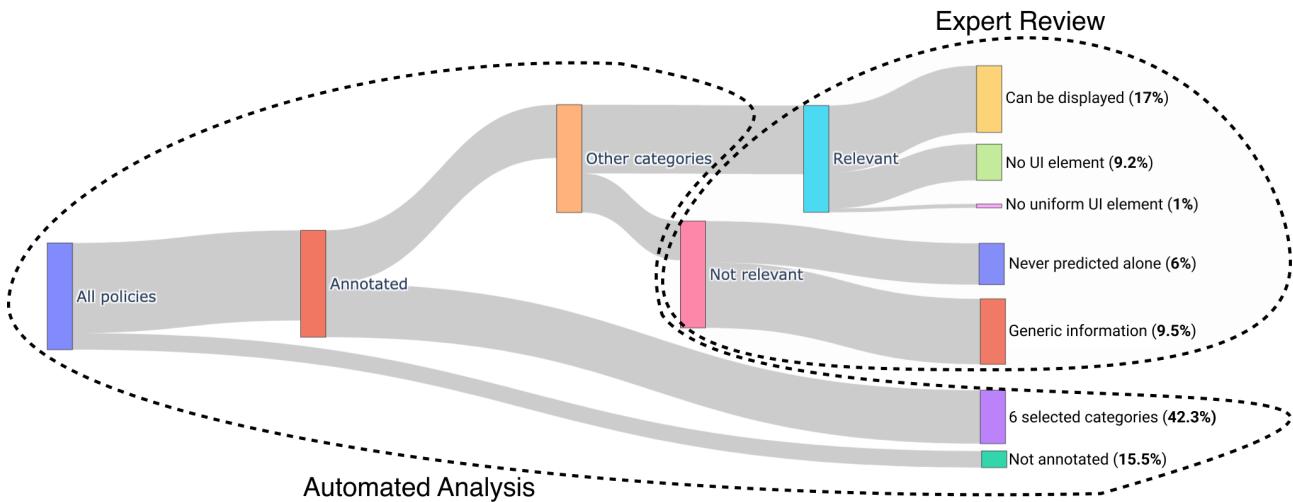 Expert Review
Can be displayed (17%)
Other categories
Relevant
No UI element (9.2%)
No uniform UI element (1%)
Never predicted alone (6%)
Not relevant
Annotated
All policies
Generic information (9.5%)
6 selected categories (42.3%)
Not annotated (15.5%)
Automated Analysis